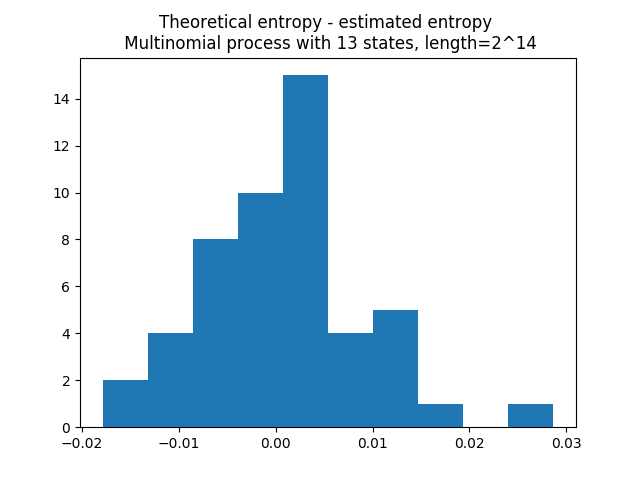 Theoretical entropy - estimated entropy
Multinomial process with 13 states, length=2^14
14
12
10
8
6
4
2
0
−0.02 −0.01 0.00 0.01 0.02 0.03